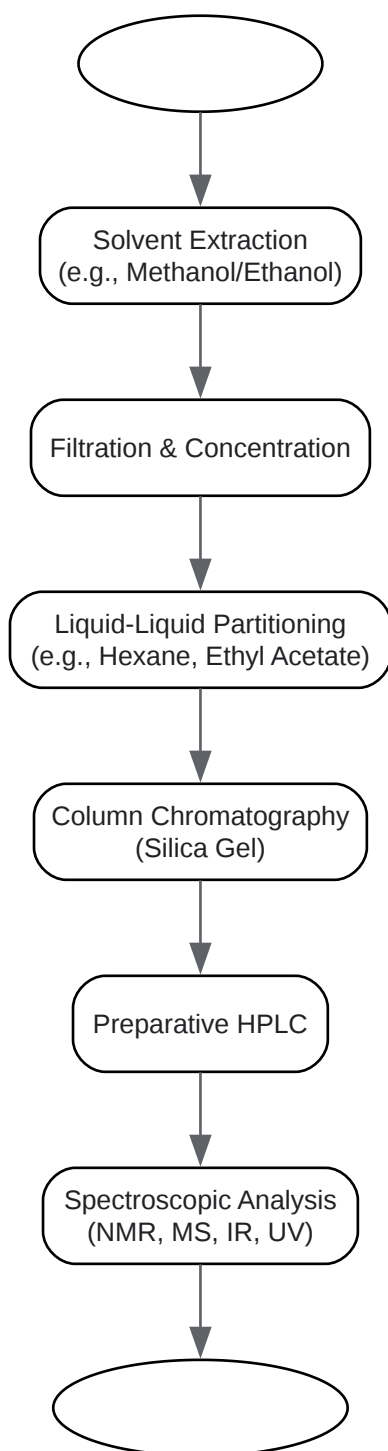 Solvent Extraction
(e.g., Methanol/Ethanol)
Filtration & Concentration
Liquid-Liquid Partitioning
(e.g., Hexane, Ethyl Acetate)
Column Chromatography
(Silica Gel)
Preparative HPLC
Spectroscopic Analysis
(NMR, MS, IR, UV)